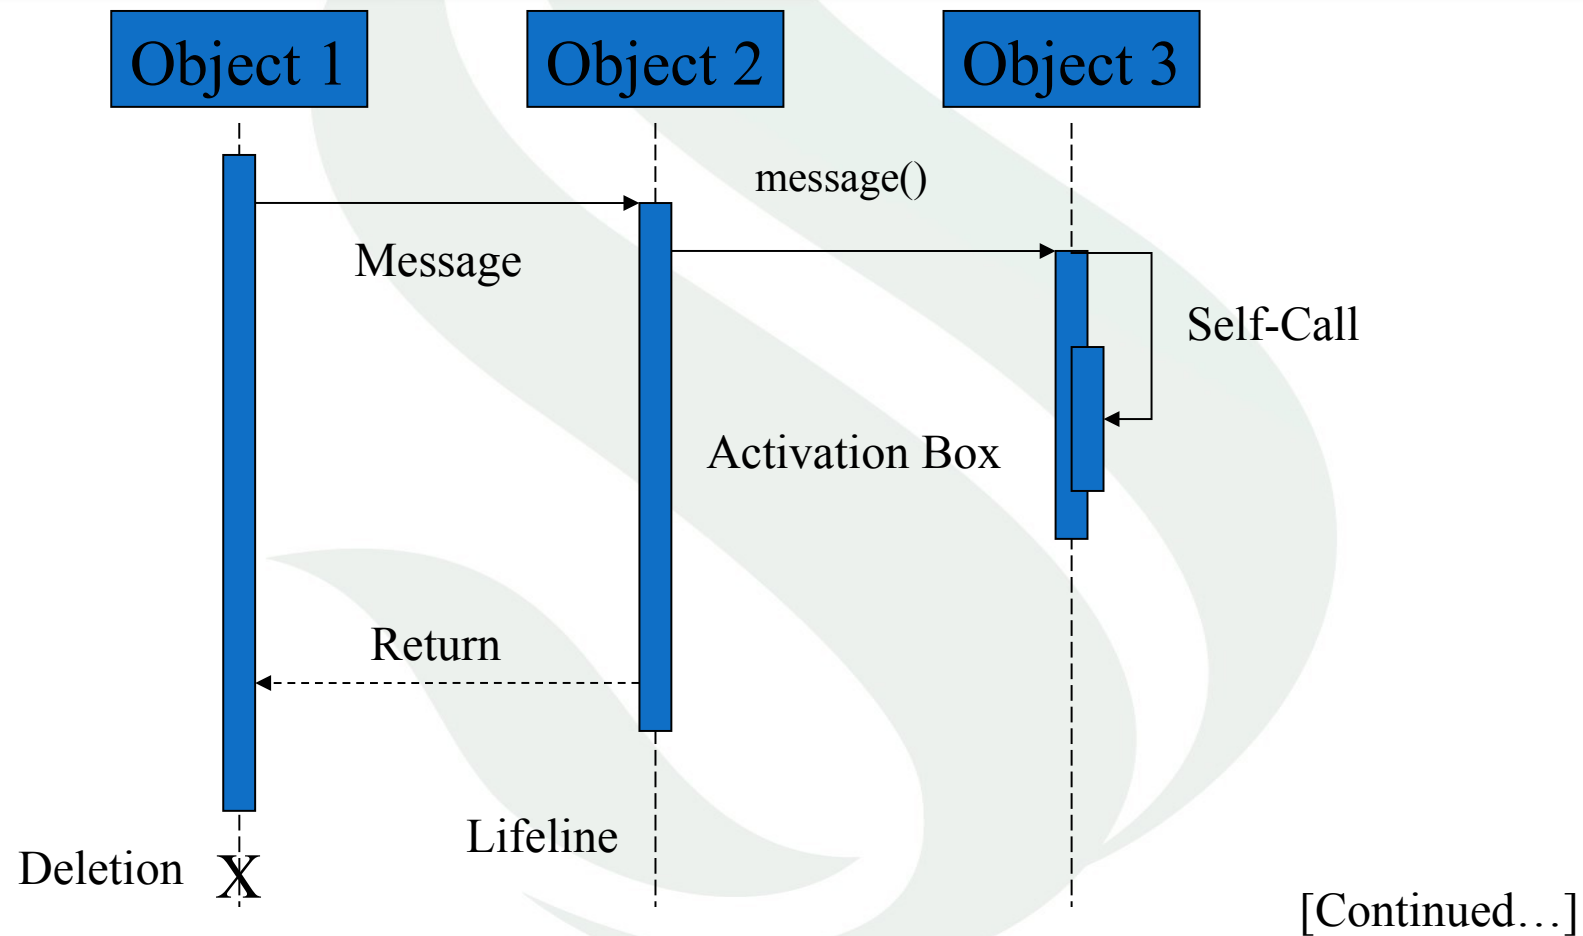 Object 1
Object 2
Object 3
message()
Message
Self-Call
Activation Box
Return
Lifeline
Deletion
X
[Continued…]